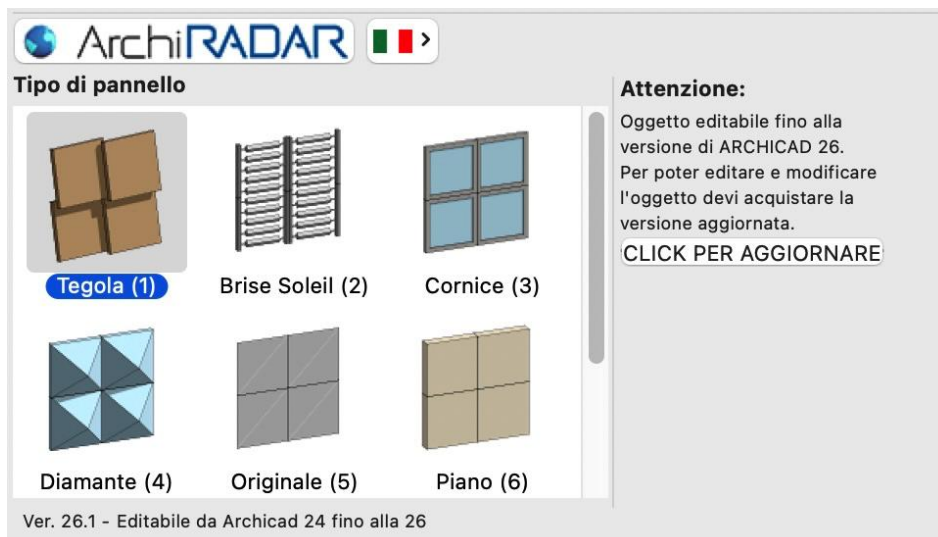 ArchiRADAR
Tipo di pannello
Tegola (1)
Brise Soleil (2)
Cornice (3)
Diamante (4)
Originale (5)
Piano (6)
Attenzione:
Oggetto editabile fino alla
versione di ARCHICAD 26.
Per poter editare e modificare
l'oggetto devi acquistare la
versione aggiornata.
CLICK PER AGGIORNARE
Ver. 26.1 - Editabile da Archicad 24 fino alla 26